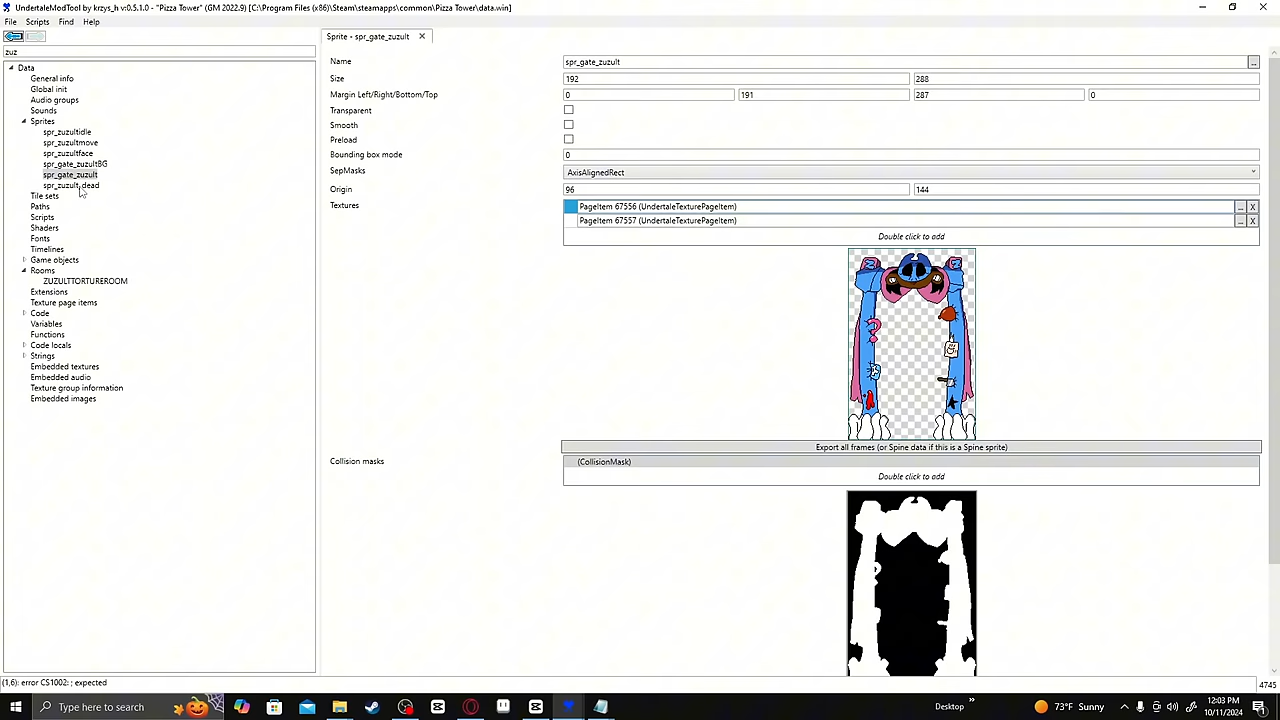 UndertaleModTool by krzys_h v:0.5.1.0 - "Pizza Tower" (GM 2022.9) [C:\Program Files (x86)\Steam\steamapps\common\Pizza Tower\data.win]
File Scripts Find Help
Sprite - spr_gate_zuzult X
zuz
Data
General info
Global init
Audio groups
Sounds
Sprites
spr_zuzultidle
spr_zuzultmove
spr_zuzultface
spr_gate_zuzultBG
spr_gate_zuzult
spr_zuzult_dead
Tile sets
Paths
Scripts
Shaders
Fonts
Timelines
Game objects
Rooms
ZUZULTTORTUREROOM
Extensions
Texture page items
Code
Variables
Functions
Code locals
Strings
Embedded textures
Embedded audio
Texture group information
Embedded images
Name spr_gate_zuzult ...
Size 192 288
Margin Left/Right/Bottom/Top 0 191 287 0
Transparent
Smooth
Preload
Bounding box mode 0
SepMasks AxisAlignedRect
Origin 96 144
Textures PageItem 67556 (UndertaleTexturePageItem) ... X
PageItem 67557 (UndertaleTexturePageItem) ... X
Double click to add
Export all frames (or Spine data if this is a Spine sprite)
Collision masks (CollisionMask)
Double click to add
(1,6): error CS1002: ; expected 4745
Type here to search
Desktop
73°F Sunny
12:03 PM
10/11/2024